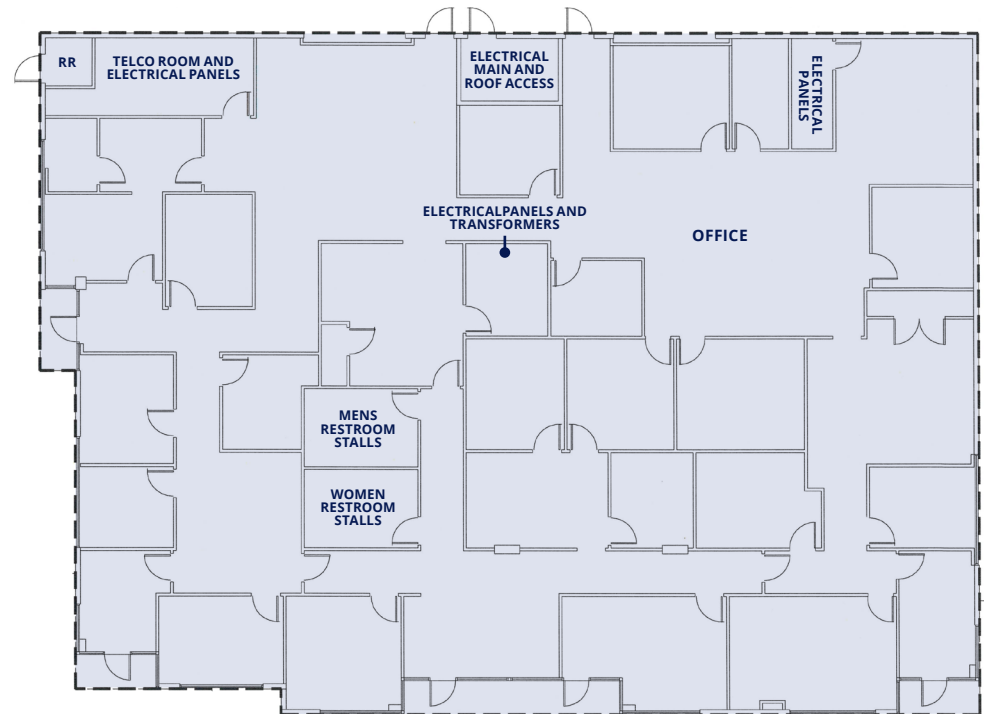 RR
TELCO ROOM AND
ELECTRICAL PANELS
ELECTRICAL
MAIN AND
ROOF ACCESS
ELECTRICAL
PANELS
ELECTRICALPANELS AND
TRANSFORMERS
OFFICE
MENS
RESTROOM
STALLS
WOMEN
RESTROOM
STALLS